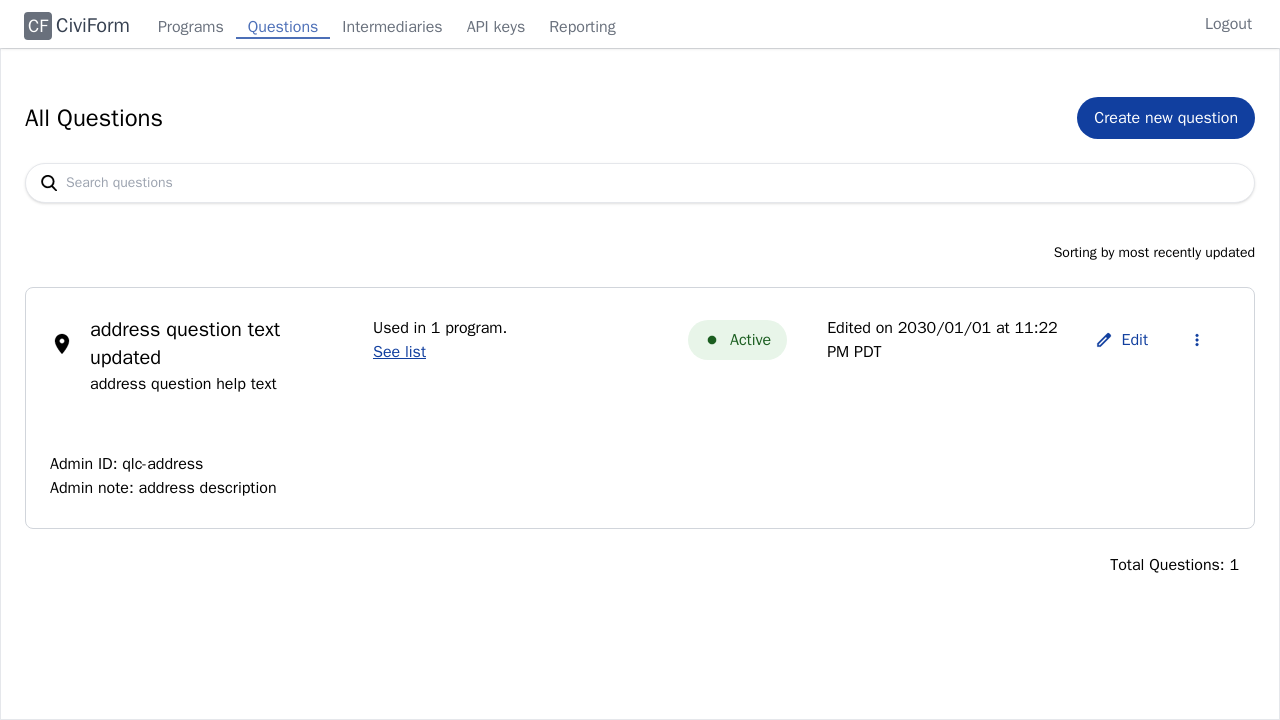 CF CiviForm Programs Questions Intermediaries API keys Reporting Logout
All Questions Create new question
Search questions
Sorting by most recently updated
address question text updated
address question help text
Used in 1 program.
See list
Active
Edited on 2030/01/01 at 11:22 PM PDT
Edit
Admin ID: qlc-address
Admin note: address description
Total Questions: 1